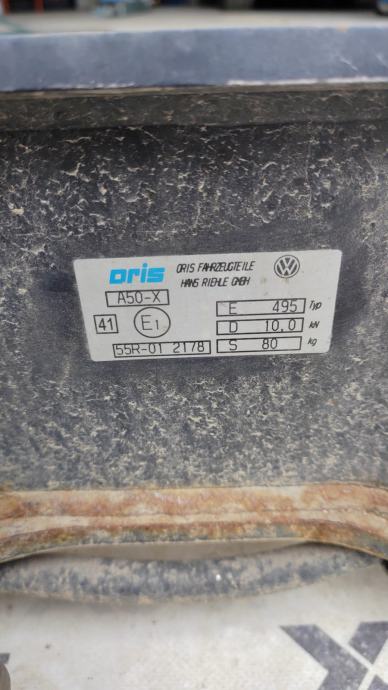 oris ORIS FAHRZEUGTEILE
HANS RIEHLE GMBH
A50-X
E 495 Typ
41 E1
D 10,0 kN
55R-01 2178 S 80 kg